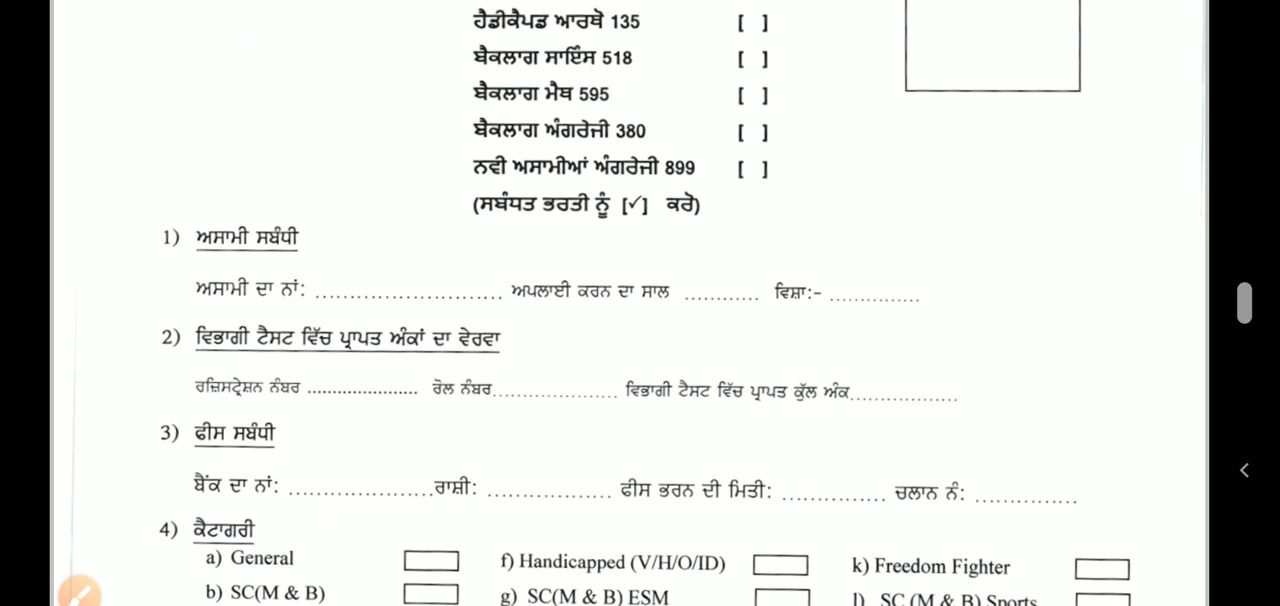 ਹੈਡੀਕੈਪਡ ਆਰਥੋ 135 [ ]
ਬੈਕਲਾਗ ਸਾਇੰਸ 518 [ ]
ਬੈਕਲਾਗ ਮੈਥ 595 [ ]
ਬੈਕਲਾਗ ਅੰਗਰੇਜੀ 380 [ ]
ਨਵੀ ਅਸਾਮੀਆਂ ਅੰਗਰੇਜੀ 899 [ ]
(ਸਬੰਧਤ ਭਰਤੀ ਨੂੰ [✓] ਕਰੋ)
1) ਅਸਾਮੀ ਸਬੰਧੀ
ਅਸਾਮੀ ਦਾ ਨਾਂ: ........................... ਅਪਲਾਈ ਕਰਨ ਦਾ ਸਾਲ ............ ਵਿਸ਼ਾ:- ..............
2) ਵਿਭਾਗੀ ਟੈਸਟ ਵਿੱਚ ਪ੍ਰਾਪਤ ਅੰਕਾਂ ਦਾ ਵੇਰਵਾ
ਰਜ਼ਿਸਟ੍ਰੇਸ਼ਨ ਨੰਬਰ ...................... ਰੋਲ ਨੰਬਰ.................... ਵਿਭਾਗੀ ਟੈਸਟ ਵਿੱਚ ਪ੍ਰਾਪਤ ਕੁੱਲ ਅੰਕ.................
3) ਫੀਸ ਸਬੰਧੀ
ਬੈਂਕ ਦਾ ਨਾਂ: .....................ਰਾਸ਼ੀ: .................. ਫੀਸ ਭਰਨ ਦੀ ਮਿਤੀ: ............... ਚਲਾਨ ਨੰ: ...............
4) ਕੈਟਾਗਰੀ
a) General f) Handicapped (V/H/O/ID) k) Freedom Fighter
b) SC(M & B) g) SC(M & B) ESM l) SC (M & B) Sports